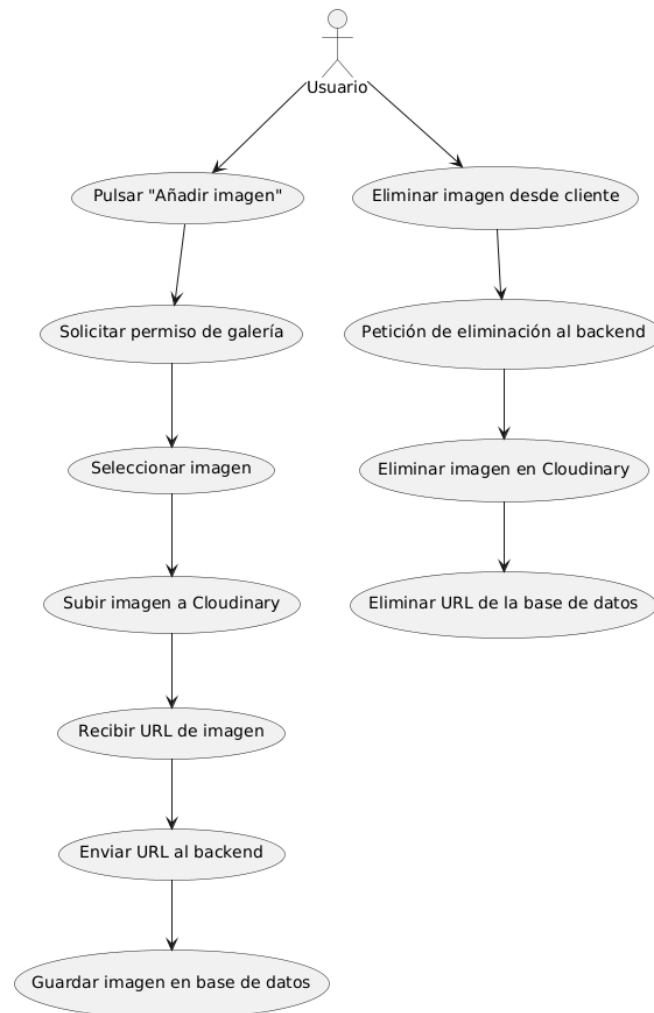 Usuario
Pulsar "Añadir imagen"
Eliminar imagen desde cliente
Solicitar permiso de galería
Petición de eliminación al backend
Seleccionar imagen
Eliminar imagen en Cloudinary
Subir imagen a Cloudinary
Eliminar URL de la base de datos
Recibir URL de imagen
Enviar URL al backend
Guardar imagen en base de datos